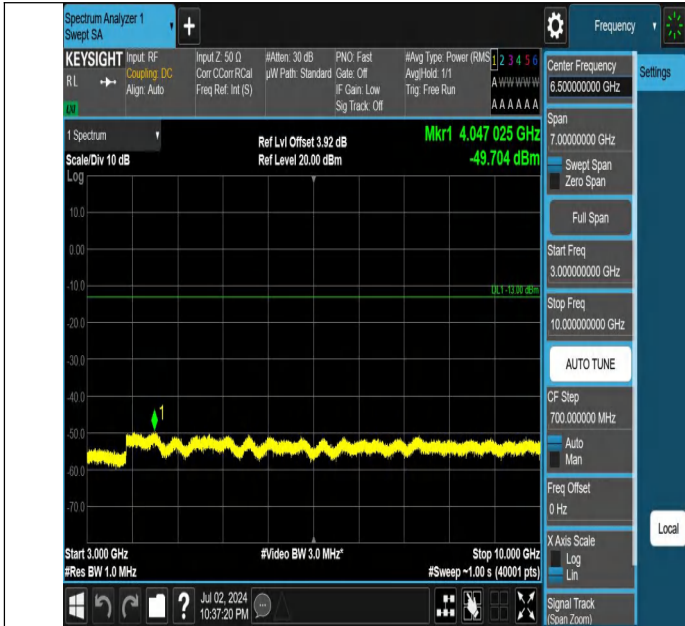 Spectrum Analyzer 1
Swept SA
+
Frequency
KEYSIGHT
RL
Input: RF
Coupling: DC
Align: Auto
Input Z: 50 Ω
Corr CCorr RCal
Freq Ref: Int (S)
#Atten: 30 dB
µW Path: Standard
PNO: Fast
Gate: Off
IF Gain: Low
Sig Track: Off
#Avg Type: Power (RMS
Avg|Hold: 1/1
Trig: Free Run
1 2 3 4 5 6
A W W W W W
A A A A A A
1 Spectrum
Scale/Div 10 dB
Log
Ref Lvl Offset 3.92 dB
Ref Level 20.00 dBm
Mkr1 4.047 025 GHz
-49.704 dBm
10.0
0.00
-10.0
DL1 -13.00 dBm
-20.0
-30.0
-40.0
1
-50.0
-60.0
-70.0
Start 3.000 GHz
#Res BW 1.0 MHz
#Video BW 3.0 MHz*
Stop 10.000 GHz
#Sweep ~1.00 s (40001 pts)
?
Jul 02, 2024
10:37:20 PM
Center Frequency
6.500000000 GHz
Settings
Span
7.00000000 GHz
Swept Span
Zero Span
Full Span
Start Freq
3.000000000 GHz
Stop Freq
10.000000000 GHz
AUTO TUNE
CF Step
700.000000 MHz
Auto
Man
Freq Offset
0 Hz
Local
X Axis Scale
Log
Lin
Signal Track
(Span Zoom)